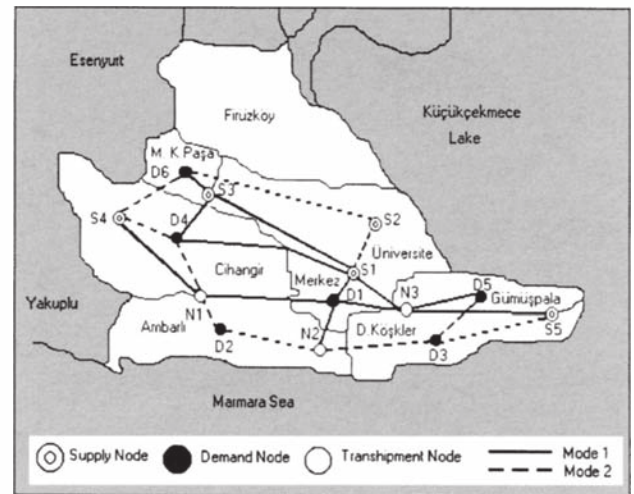 Esenyurt
Firuzköy
Küçükçekmece
Lake
M. K Paşa
D6
S3
S4
D4
S2
Üniversite
S1
Cihangir
Merkez
D1
N3
D5
Gümüşpala
Yakuplu
N1
Ambarlı
N2
D.Köşkler
S5
D2
D3
Marmara Sea
Supply Node
Demand Node
Transhipment Node
Mode 1
Mode 2